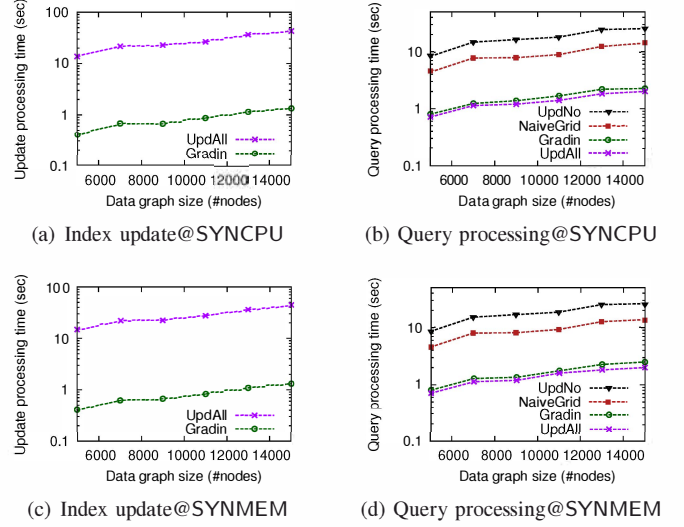 Update processing time (sec)
100
10
1
0.1
UpdAll
Gradin
6000 8000 10000 12000 14000
Data graph size (#nodes)
(a) Index update@SYNCPU
Query processing time (sec)
10
1
0.1
UpdNo
NaiveGrid
Gradin
UpdAll
6000 8000 10000 12000 14000
Data graph size (#nodes)
(b) Query processing@SYNCPU
Update processing time (sec)
100
10
1
0.1
UpdAll
Gradin
6000 8000 10000 12000 14000
Data graph size (#nodes)
(c) Index update@SYNMEM
Query processing time (sec)
10
1
0.1
UpdNo
NaiveGrid
Gradin
UpdAll
6000 8000 10000 12000 14000
Data graph size (#nodes)
(d) Query processing@SYNMEM